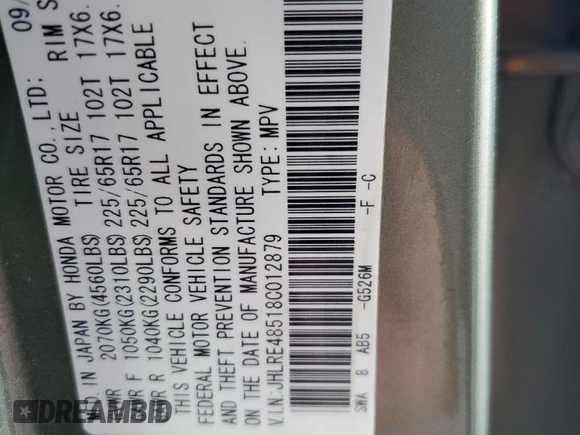 09/
D IN JAPAN BY HONDA MOTOR CO.,LTD:
TIRE SIZE RIM S
2070KG(4560LBS) 225/65R17 102T 17X6.
R F 1050KG(2310LBS) 225/65R17 102T 17X6.
R R 1040KG(2290LBS)
THIS VEHICLE CONFORMS TO ALL APPLICABLE
FEDERAL MOTOR VEHICLE SAFETY
AND THEFT PREVENTION STANDARDS IN EFFECT
ON THE DATE OF MANUFACTURE SHOWN ABOVE.
V.I.N.:JHLRE48518C012879 TYPE: MPV
SWA 8 AB5 -G526M -F -C
DREAMBID